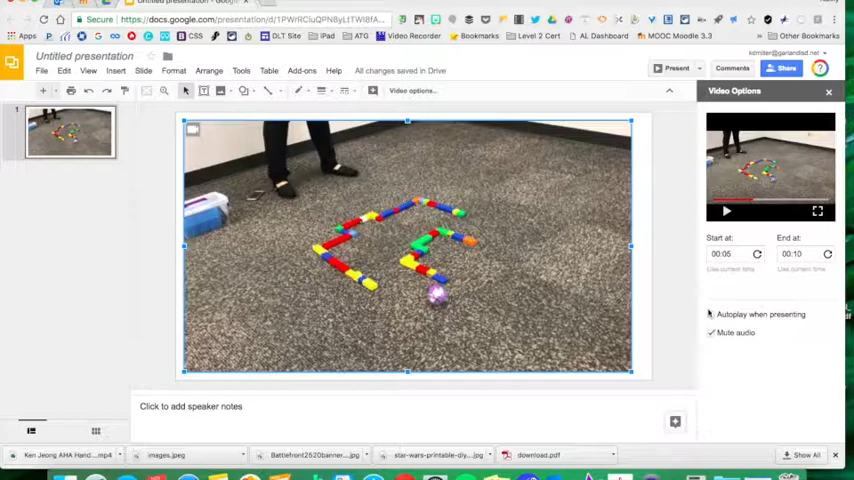 Untitled presentation - Google
Secure
https://docs.google.com/presentation/d/1PWrRCluQPN8yLtTWI8fA...
Apps
DLT Site
iPad
ATG
Video Recorder
Bookmarks
Level 2 Cert
AL Dashboard
MOOC Moodle 3.3
Other Bookmarks
Untitled presentation
kdmiller@garlandisd.net
File Edit View Insert Slide Format Arrange Tools Table Add-ons Help All changes saved in Drive
Present
Comments
Share
Video options...
Video Options
1
Start at:
End at:
00:05
00:10
Use current time
Use current time
Autoplay when presenting
Mute audio
Click to add speaker notes
Ken Jeong AHA Hand....mp4
images.jpeg
Battlefront2520banner....jpg
star-wars-printable-diy....jpg
download.pdf
Show All